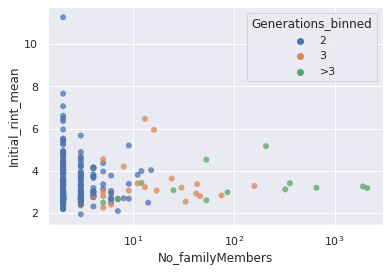 Generations_binned
2
3
>3
10
8
6
4
2
Initial_rint_mean
10¹ 10² 10³
No_familyMembers